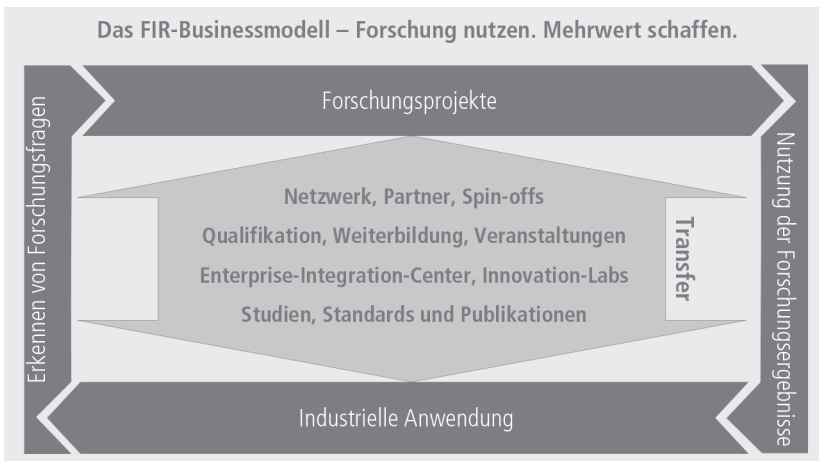 Das FIR-Businessmodell – Forschung nutzen. Mehrwert schaffen.
Erkennen von Forschungsfragen
Forschungsprojekte
Netzwerk, Partner, Spin-offs
Qualifikation, Weiterbildung, Veranstaltungen
Enterprise-Integration-Center, Innovation-Labs
Studien, Standards und Publikationen
Transfer
Nutzung der Forschungsergebnisse
Industrielle Anwendung